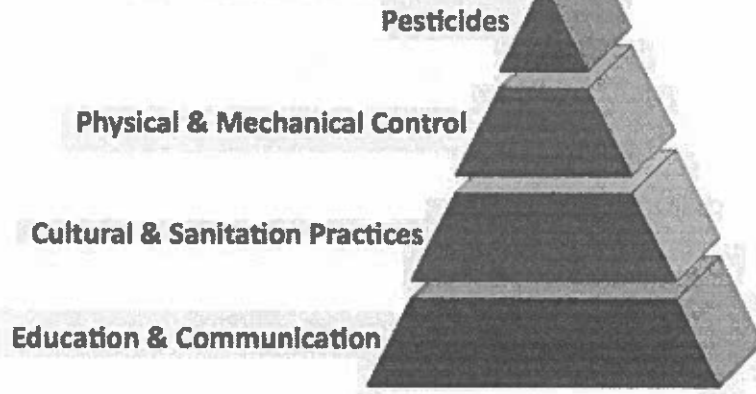 Pesticides
Physical & Mechanical Control
Cultural & Sanitation Practices
Education & Communication